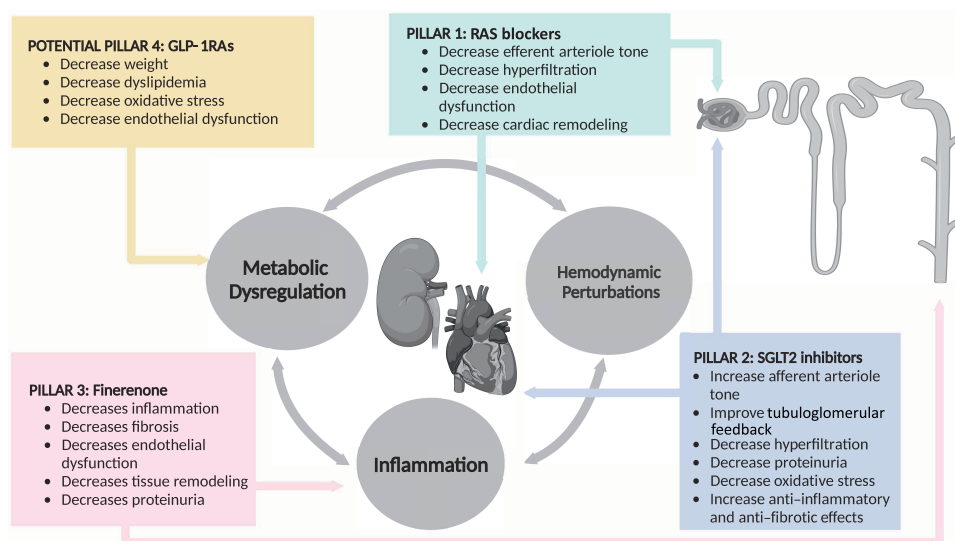 POTENTIAL PILLAR 4: GLP-1RAs
• Decrease weight
• Decrease dyslipidemia
• Decrease oxidative stress
• Decrease endothelial dysfunction
PILLAR 1: RAS blockers
• Decrease efferent arteriole tone
• Decrease hyperfiltration
• Decrease endothelial
dysfunction
• Decrease cardiac remodeling
Metabolic
Dysregulation
Hemodynamic
Perturbations
Inflammation
PILLAR 3: Finerenone
• Decreases inflammation
• Decreases fibrosis
• Decreases endothelial
dysfunction
• Decreases tissue remodeling
• Decreases proteinuria
PILLAR 2: SGLT2 inhibitors
• Increase afferent arteriole
tone
• Improve tubuloglomerular
feedback
• Decrease hyperfiltration
• Decrease proteinuria
• Decrease oxidative stress
• Increase anti–inflammatory
and anti–fibrotic effects